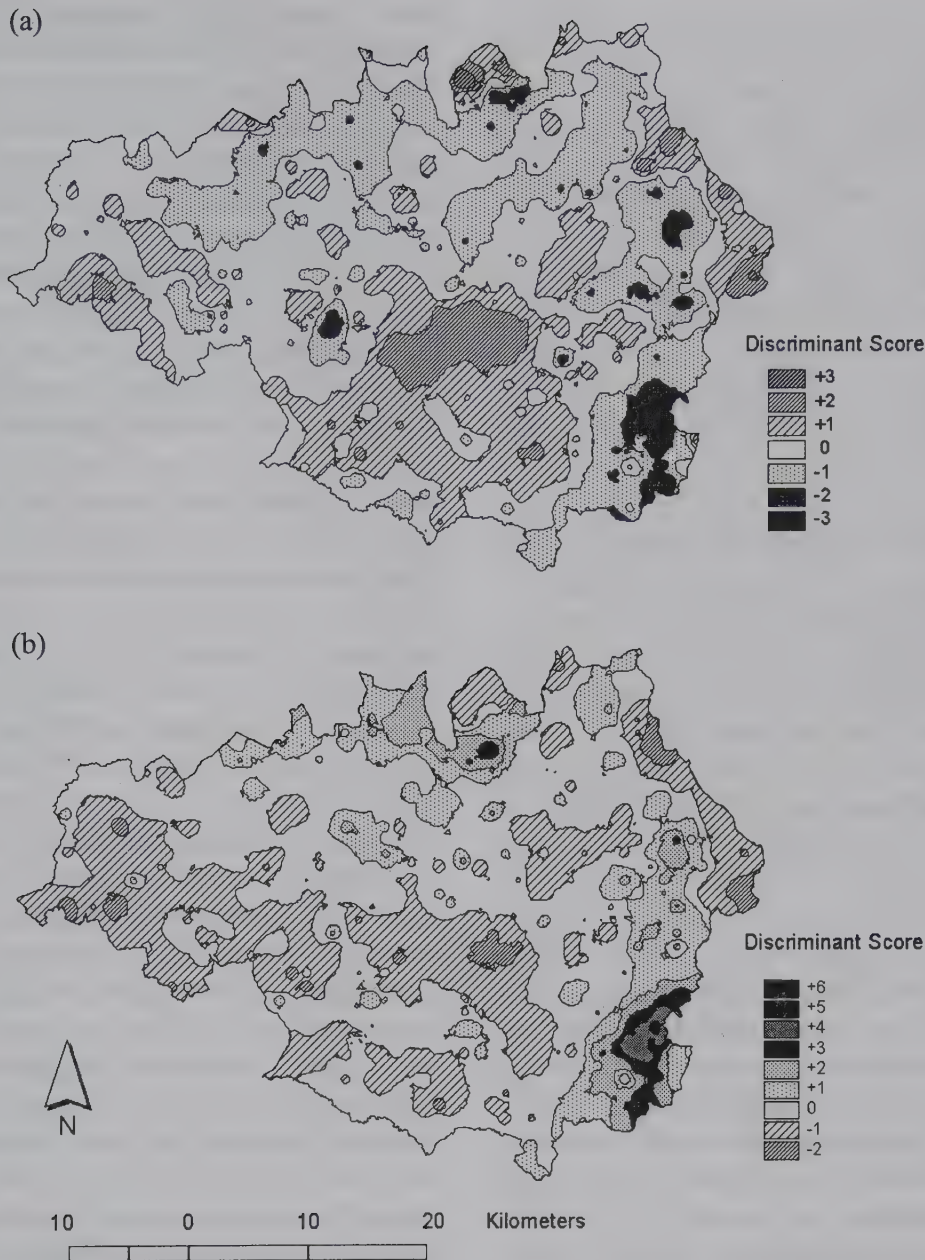 (a)
Discriminant Score
+3
+2
+1
0
-1
-2
-3
(b)
Discriminant Score
+6
+5
+4
+3
+2
+1
0
-1
-2
N
10 0 10 20 Kilometers